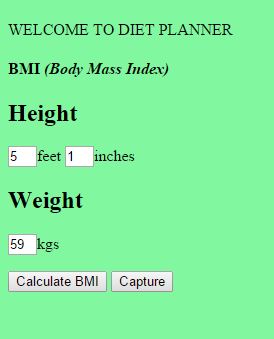 WELCOME TO DIET PLANNER
BMI (Body Mass Index)
Height
5 feet 1 inches
Weight
59 kgs
Calculate BMI Capture